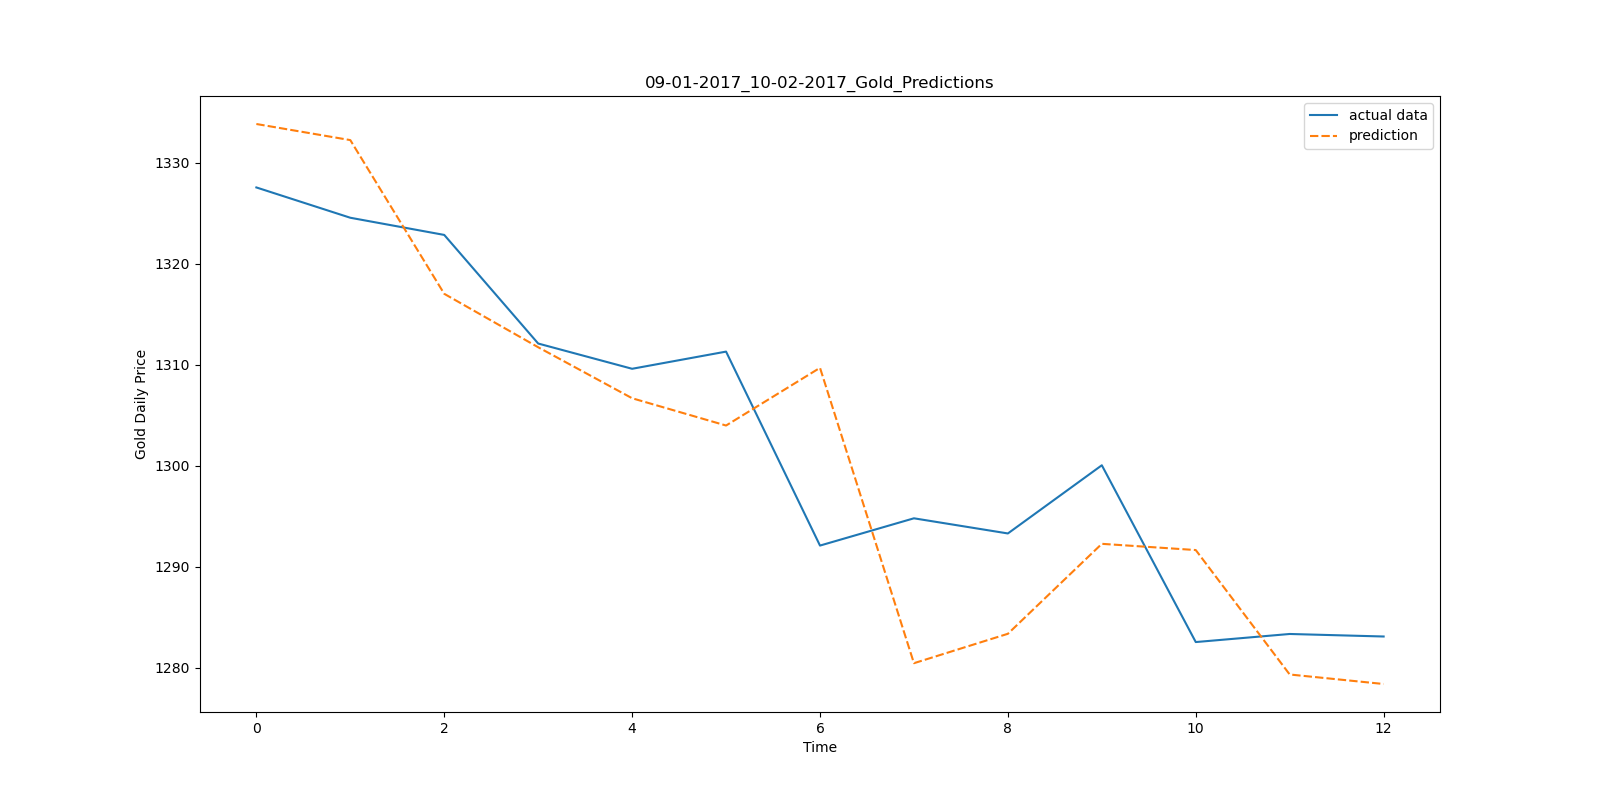 09-01-2017_10-02-2017_Gold_Predictions
actual data
prediction
Gold Daily Price
1330
1320
1310
1300
1290
1280
0 2 4 6 8 10 12
Time